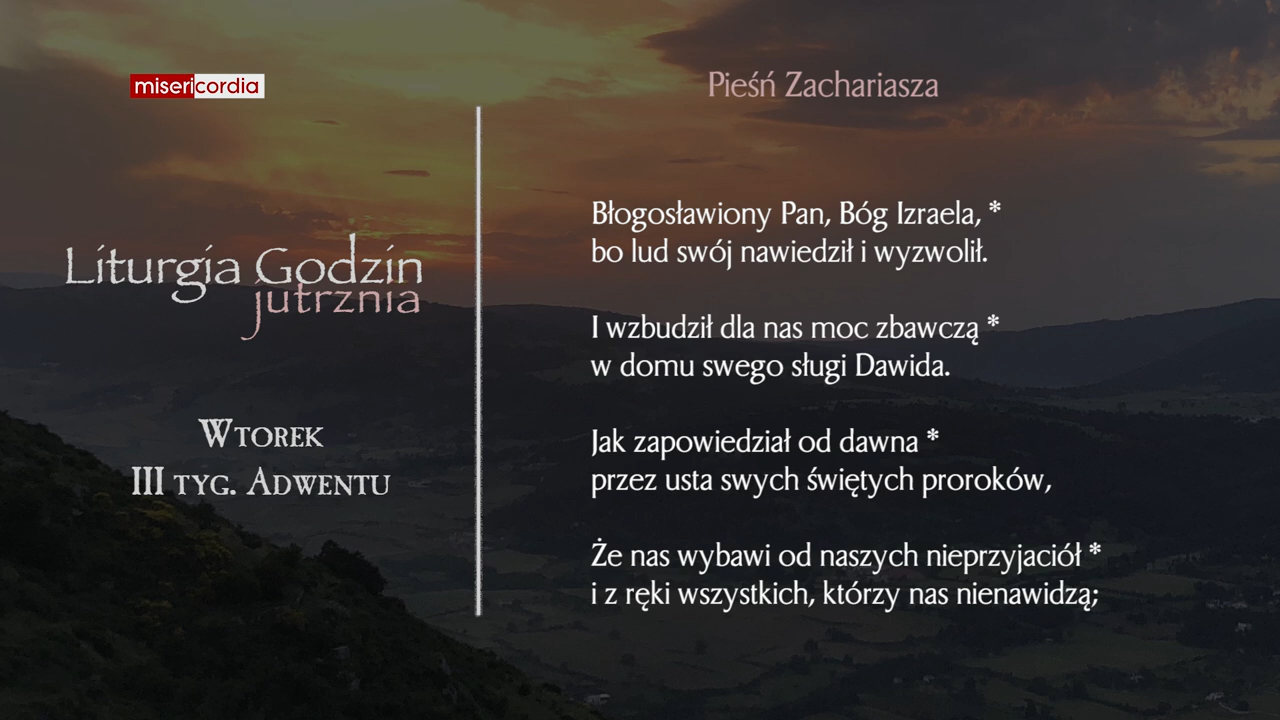 misericordia
Liturgia Godzin
jutrznia
Wtorek
III tyg. Adwentu
Pieśń Zachariasza
Błogosławiony Pan, Bóg Izraela, *
bo lud swój nawiedził i wyzwolił.
I wzbudził dla nas moc zbawczą *
w domu swego sługi Dawida.
Jak zapowiedział od dawna *
przez usta swych świętych proroków,
Że nas wybawi od naszych nieprzyjaciół *
i z ręki wszystkich, którzy nas nienawidzą;